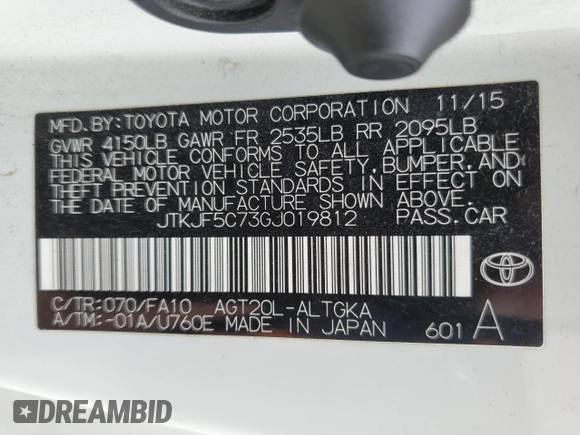 MFD. BY: TOYOTA MOTOR CORPORATION 11/15
GVWR 4150LB GAWR FR 2535LB RR 2095LB
THIS VEHICLE CONFORMS TO ALL APPLICABLE
FEDERAL MOTOR VEHICLE SAFETY, BUMPER, AND
THEFT PREVENTION STANDARDS IN EFFECT ON
THE DATE OF MANUFACTURE SHOWN ABOVE.
JTKJF5C73GJ019812 PASS. CAR
TOYOTA
C/TR: 070/FA10 AGT20L-ALTGKA
A/TM: -01A/U760E MADE IN JAPAN 601 A
DREAMBID